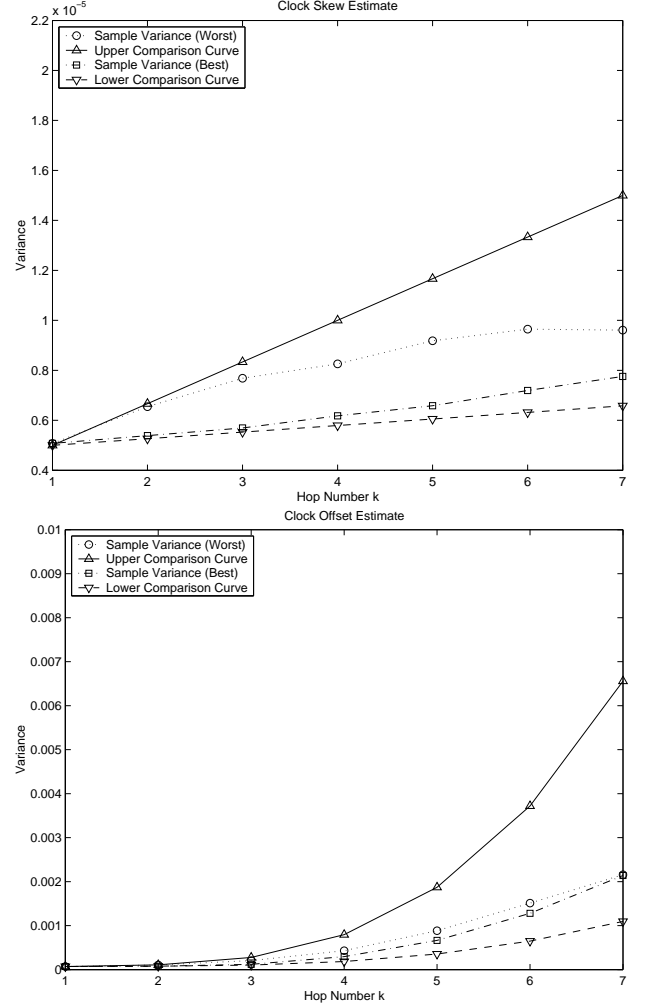 Clock Skew Estimate
x 10⁻⁵
2.2
2
1.8
1.6
1.4
1.2
1
0.8
0.6
0.4
Variance
Sample Variance (Worst)
Upper Comparison Curve
Sample Variance (Best)
Lower Comparison Curve
1 2 3 4 5 6 7
Hop Number k
Clock Offset Estimate
0.01
0.009
0.008
0.007
0.006
0.005
0.004
0.003
0.002
0.001
0
Variance
Sample Variance (Worst)
Upper Comparison Curve
Sample Variance (Best)
Lower Comparison Curve
1 2 3 4 5 6 7
Hop Number k